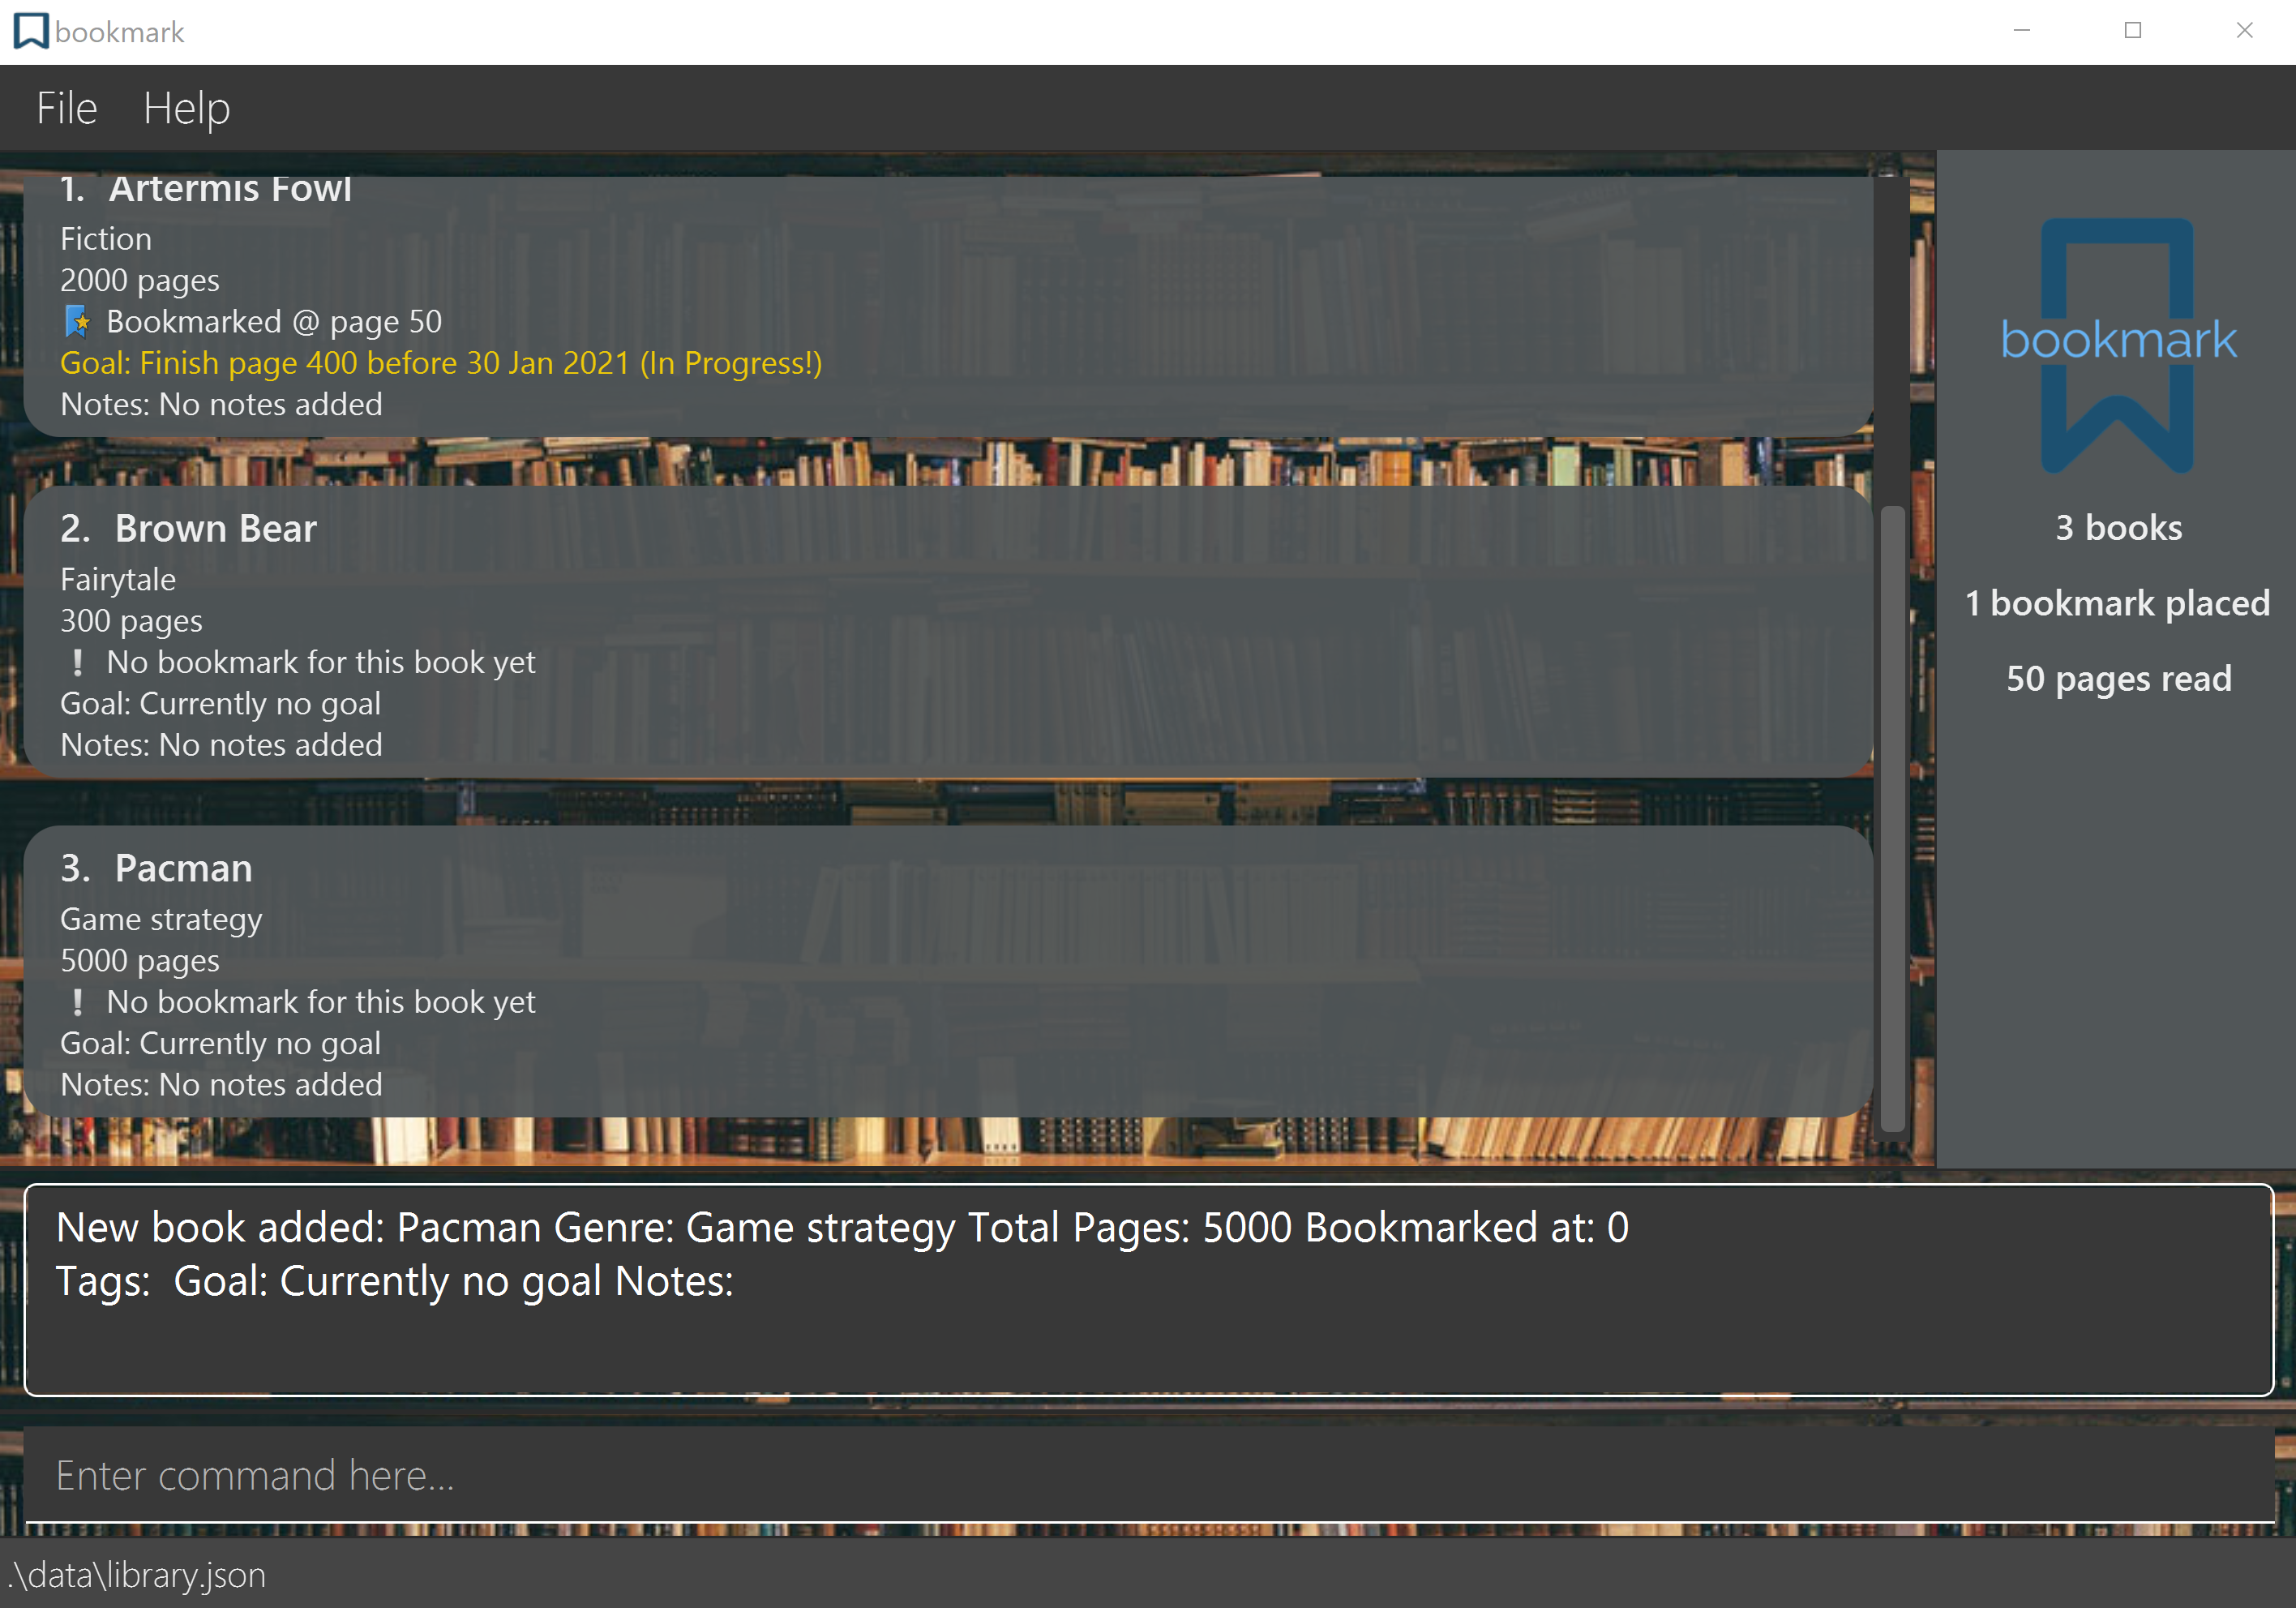 bookmark
File Help
1. Artermis Fowl
Fiction
2000 pages
Bookmarked @ page 50
Goal: Finish page 400 before 30 Jan 2021 (In Progress!)
Notes: No notes added
2. Brown Bear
Fairytale
300 pages
! No bookmark for this book yet
Goal: Currently no goal
Notes: No notes added
3. Pacman
Game strategy
5000 pages
! No bookmark for this book yet
Goal: Currently no goal
Notes: No notes added
bookmark
3 books
1 bookmark placed
50 pages read
New book added: Pacman Genre: Game strategy Total Pages: 5000 Bookmarked at: 0
Tags:  Goal: Currently no goal Notes:
Enter command here...
.\data\library.json